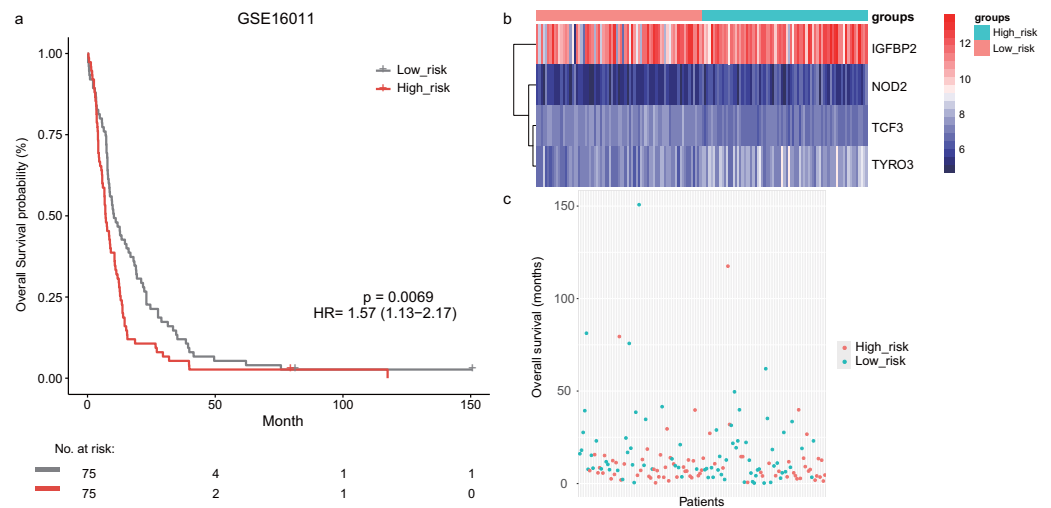 a
GSE16011
1.00
0.75
0.50
0.25
0.00
Overall Survival probability (%)
Low_risk
High_risk
p = 0.0069
HR= 1.57 (1.13−2.17)
0
50
100
150
Month
No. at risk:
75
4
1
1
75
2
1
0
b
groups
IGFBP2
NOD2
TCF3
TYRO3
12
10
8
6
groups
High_risk
Low_risk
c
150
100
50
0
Overall survival (months)
Patients
High_risk
Low_risk